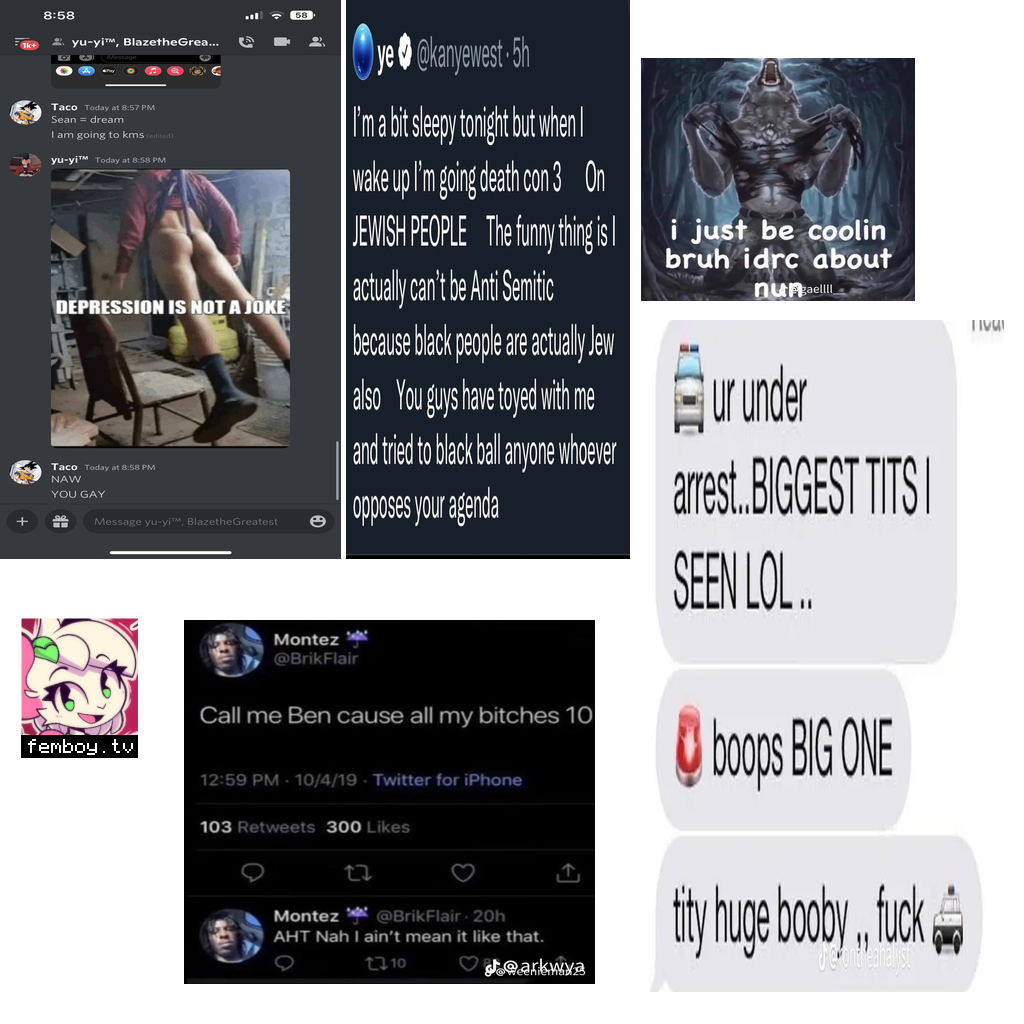 8:58
58
1k+
yu-yi™, BlazetheGrea...
iMessage
Pay
Taco Today at 8:57 PM
Sean = dream
I am going to kms (edited)
yu-yi™ Today at 8:58 PM
DEPRESSION IS NOT A JOKE
Taco Today at 8:58 PM
NAW
YOU GAY
Message yu-yi™, BlazetheGreatest
ye @kanyewest · 5h
I'm a bit sleepy tonight but when I
wake up I'm going death con 3 On
JEWISH PEOPLE The funny thing is I
actually can't be Anti Semitic
because black people are actually Jew
also You guys have toyed with me
and tried to black ball anyone whoever
opposes your agenda
i just be coolin
bruh idrc about
nun
ur under
arrest..BIGGEST TITS I
SEEN LOL ..
boops BIG ONE
tity huge booby .. fuck
femboy.tv
Montez
@BrikFlair
Call me Ben cause all my bitches 10
12:59 PM · 10/4/19 · Twitter for iPhone
103 Retweets 300 Likes
Montez @BrikFlair · 20h
AHT Nah I ain't mean it like that.
10
@arkwya
@weenieman25